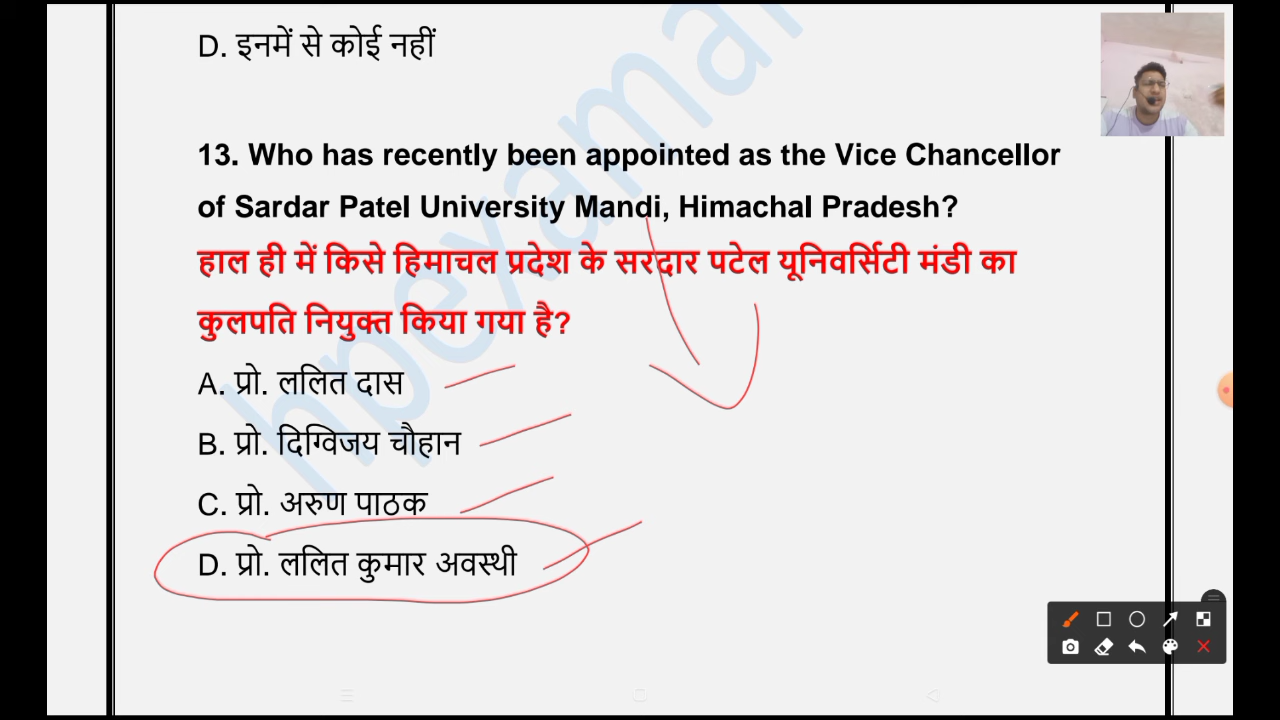 D. इनमें से कोई नहीं
13. Who has recently been appointed as the Vice Chancellor
of Sardar Patel University Mandi, Himachal Pradesh?
हाल ही में किसे हिमाचल प्रदेश के सरदार पटेल यूनिवर्सिटी मंडी का
कुलपति नियुक्त किया गया है?
A. प्रो. ललित दास
B. प्रो. दिग्विजय चौहान
C. प्रो. अरुण पाठक
D. प्रो. ललित कुमार अवस्थी